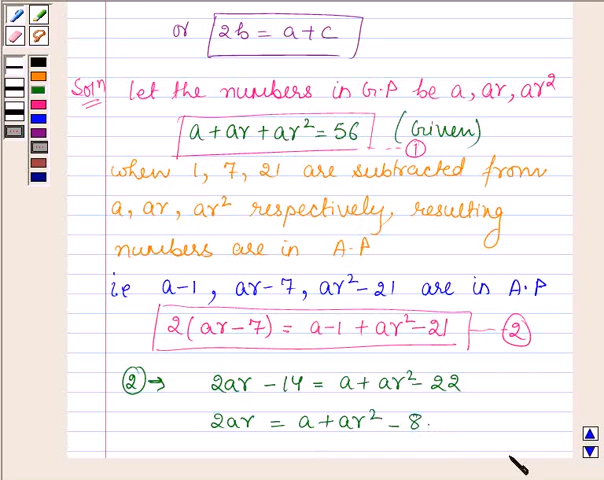 or 2b = a+c
Soln let the numbers in G.P be a, ar, ar²
a + ar + ar² = 56 (Given)
--- ①
when 1, 7, 21 are subtracted from
a, ar, ar² respectively, resulting
numbers are in A.P
ie a-1, ar-7, ar²-21 are in A.P
2(ar-7) = a-1 + ar²-21 — ②
② → 2ar - 14 = a + ar² - 22
2ar = a + ar² - 8.